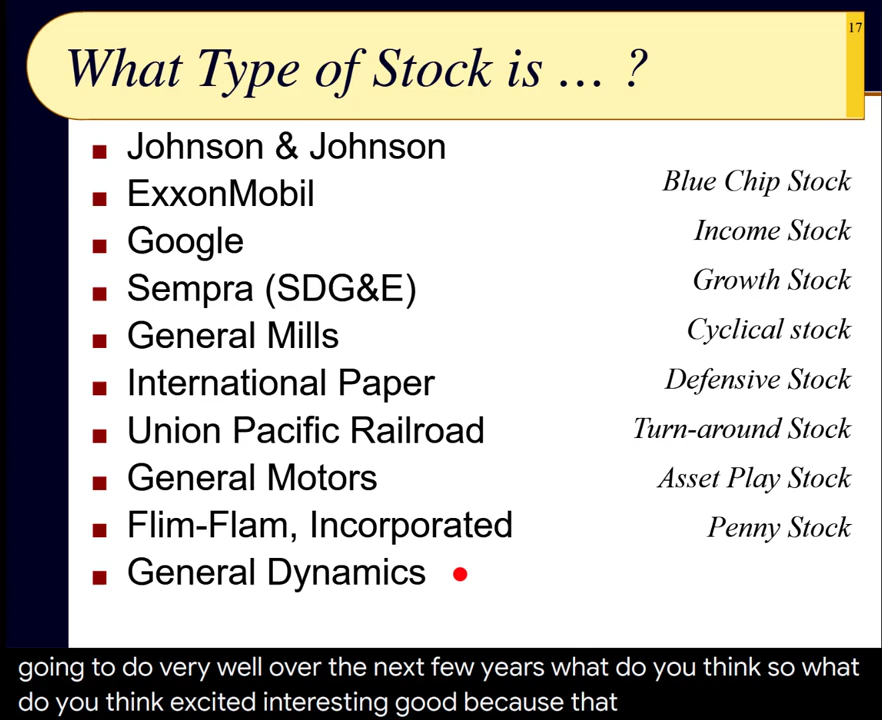 17
What Type of Stock is … ?
Johnson & Johnson
ExxonMobil
Google
Sempra (SDG&E)
General Mills
International Paper
Union Pacific Railroad
General Motors
Flim-Flam, Incorporated
General Dynamics
Blue Chip Stock
Income Stock
Growth Stock
Cyclical stock
Defensive Stock
Turn-around Stock
Asset Play Stock
Penny Stock
going to do very well over the next few years what do you think so what
do you think excited interesting good because that